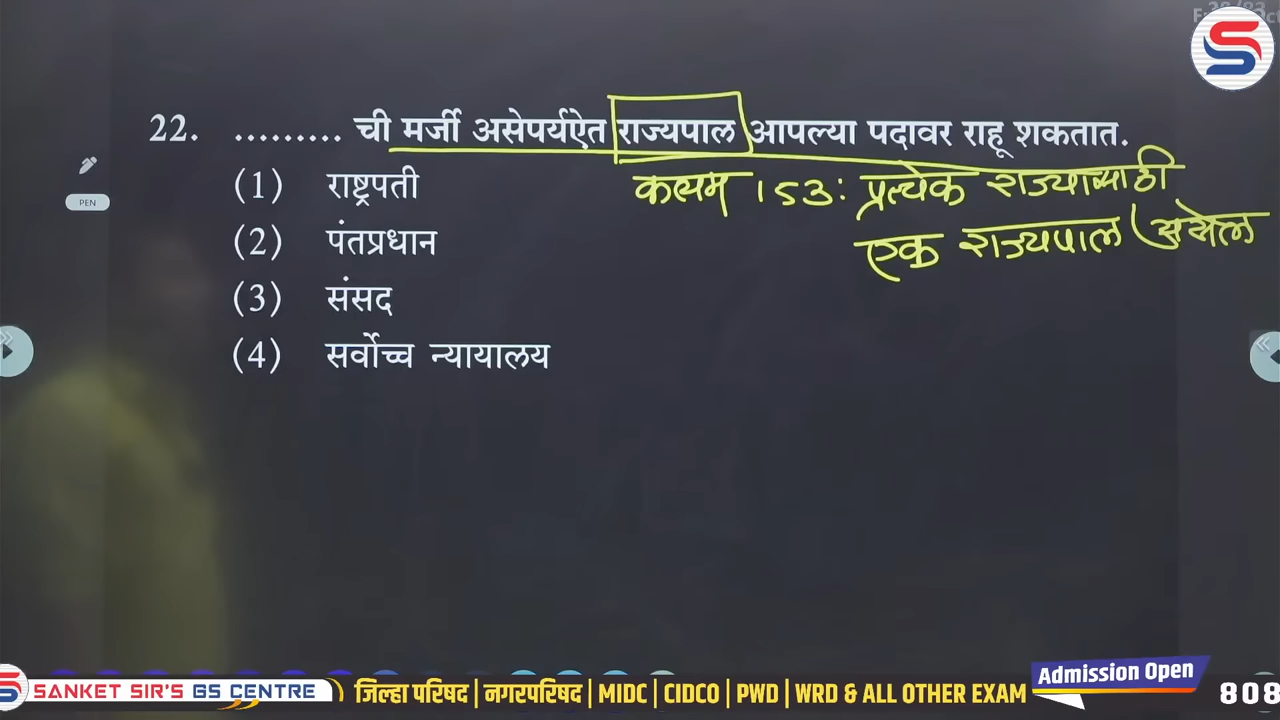 22. ......... ची मर्जी असेपर्यऐत राज्यपाल आपल्या पदावर राहू शकतात.
(1) राष्ट्रपती
कलम 153: प्रत्येक राज्यासाठी
एक राज्यपाल असेल
PEN
(2) पंतप्रधान
(3) संसद
(4) सर्वोच्च न्यायालय
SANKET SIR'S GS CENTRE
जिल्हा परिषद | नगरपरिषद | MIDC | CIDCO | PWD | WRD & ALL OTHER EXAM
Admission Open
808